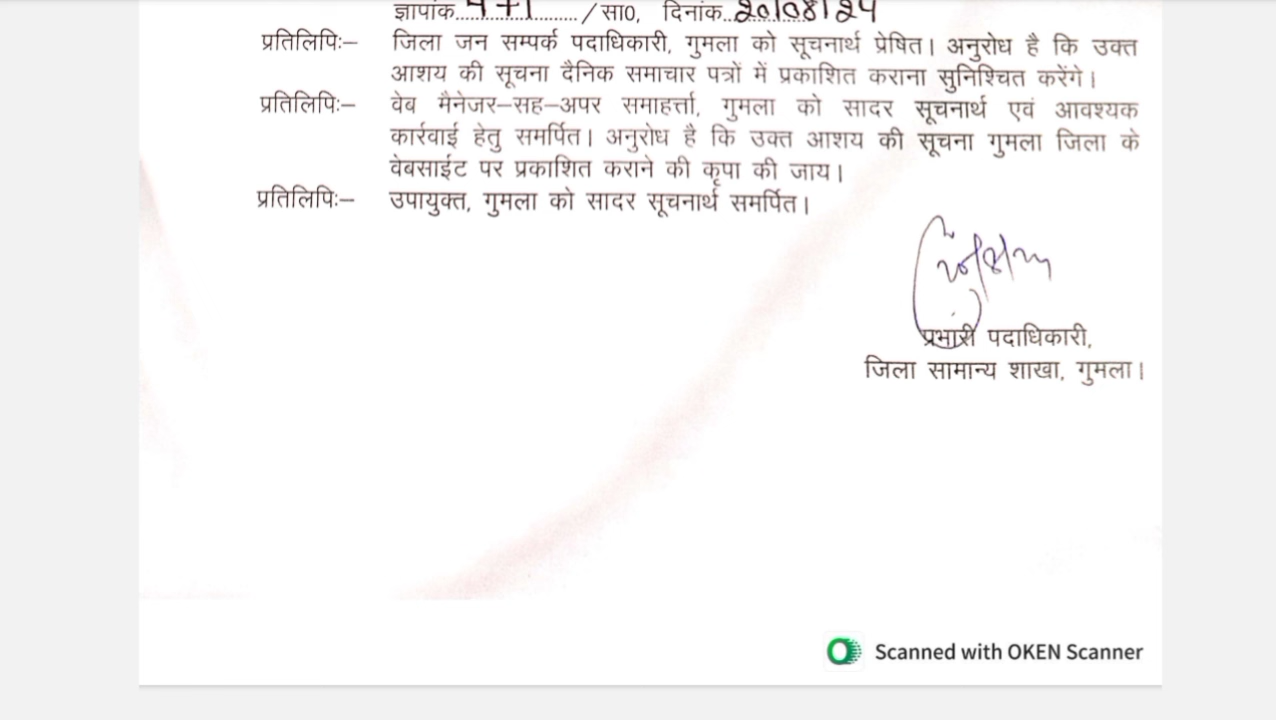 ज्ञापांक.................../सा0, दिनांक..20/08/24
प्रतिलिपिः– जिला जन सम्पर्क पदाधिकारी, गुमला को सूचनार्थ प्रेषित। अनुरोध है कि उक्त
आशय की सूचना दैनिक समाचार पत्रों में प्रकाशित कराना सुनिश्चित करेंगे।
प्रतिलिपिः– वेब मैनेजर–सह–अपर समाहर्त्ता, गुमला को सादर सूचनार्थ एवं आवश्यक
कार्रवाई हेतु समर्पित। अनुरोध है कि उक्त आशय की सूचना गुमला जिला के
वेबसाईट पर प्रकाशित कराने की कृपा की जाय।
प्रतिलिपिः– उपायुक्त, गुमला को सादर सूचनार्थ समर्पित।
प्रभारी पदाधिकारी,
जिला सामान्य शाखा, गुमला।
Scanned with OKEN Scanner